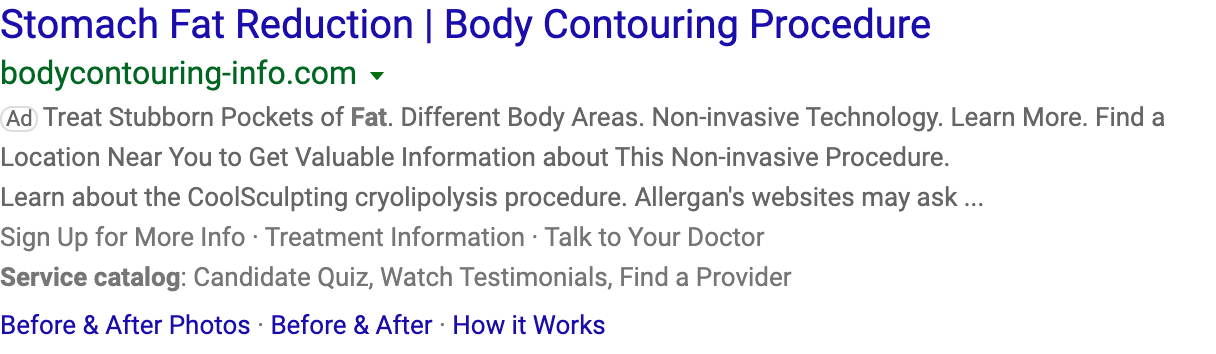 Stomach Fat Reduction | Body Contouring Procedure
bodycontouring-info.com
Ad Treat Stubborn Pockets of Fat. Different Body Areas. Non-invasive Technology. Learn More. Find a
Location Near You to Get Valuable Information about This Non-invasive Procedure.
Learn about the CoolSculpting cryolipolysis procedure. Allergan's websites may ask ...
Sign Up for More Info · Treatment Information · Talk to Your Doctor
Service catalog: Candidate Quiz, Watch Testimonials, Find a Provider
Before & After Photos · Before & After · How it Works